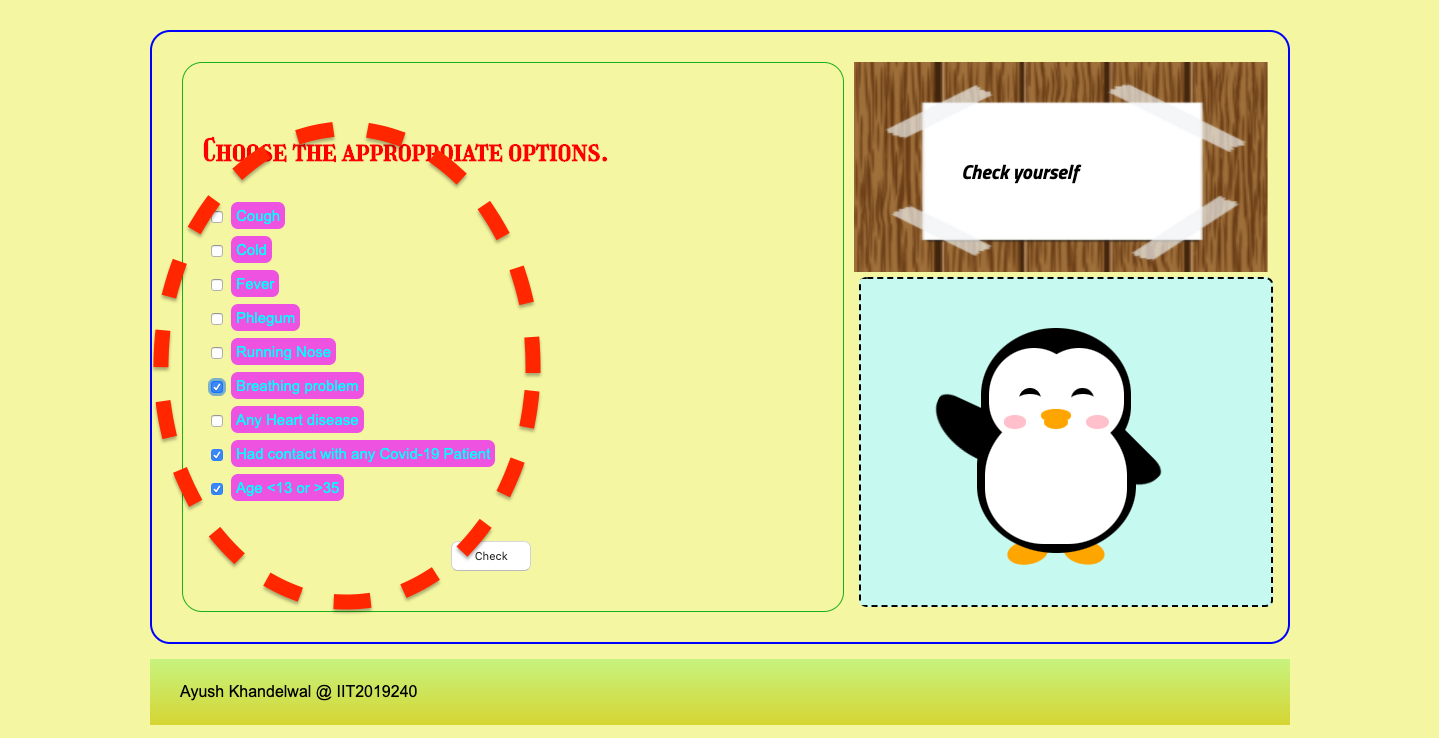 Choose the appropproiate options.
Cough
Cold
Fever
Phlegum
Running Nose
Breathing problem
Any Heart disease
Had contact with any Covid-19 Patient
Age <13 or >35
Check
Check yourself
Ayush Khandelwal @ IIT2019240